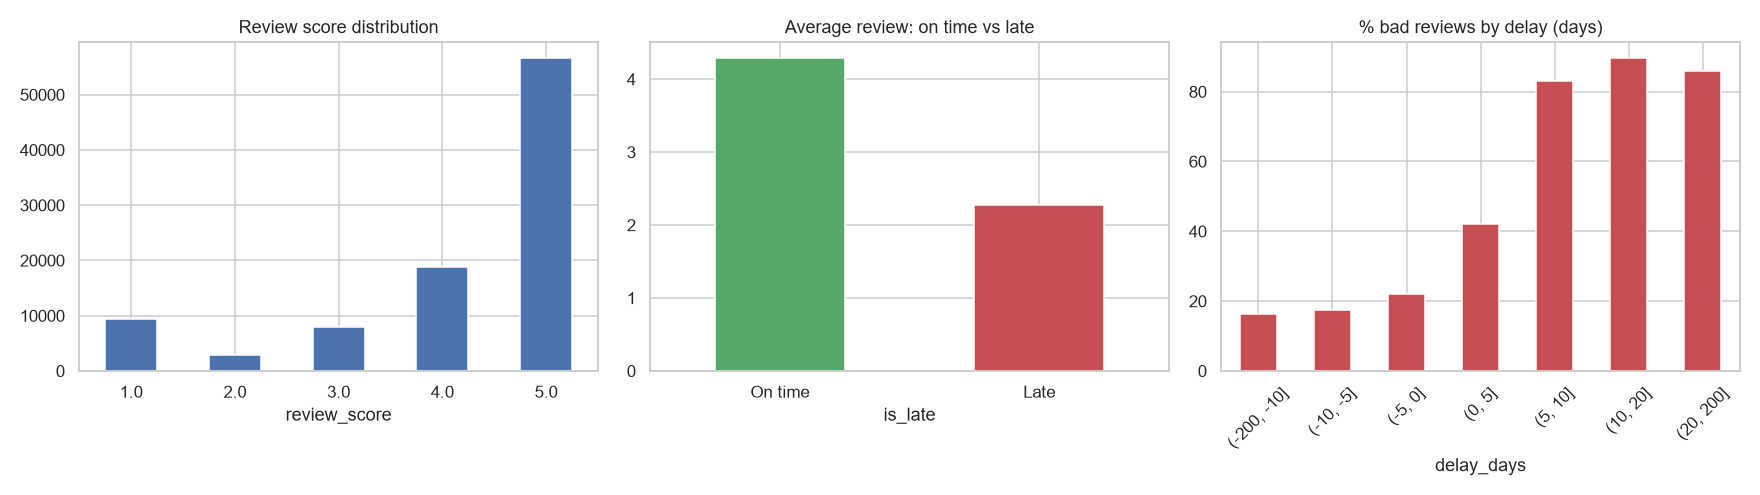 Review score distribution
50000
40000
30000
20000
10000
0
1.0 2.0 3.0 4.0 5.0
review_score
Average review: on time vs late
4
3
2
1
0
On time Late
is_late
% bad reviews by delay (days)
80
60
40
20
0
(-200, -10] (-10, -5] (-5, 0] (0, 5] (5, 10] (10, 20] (20, 200]
delay_days